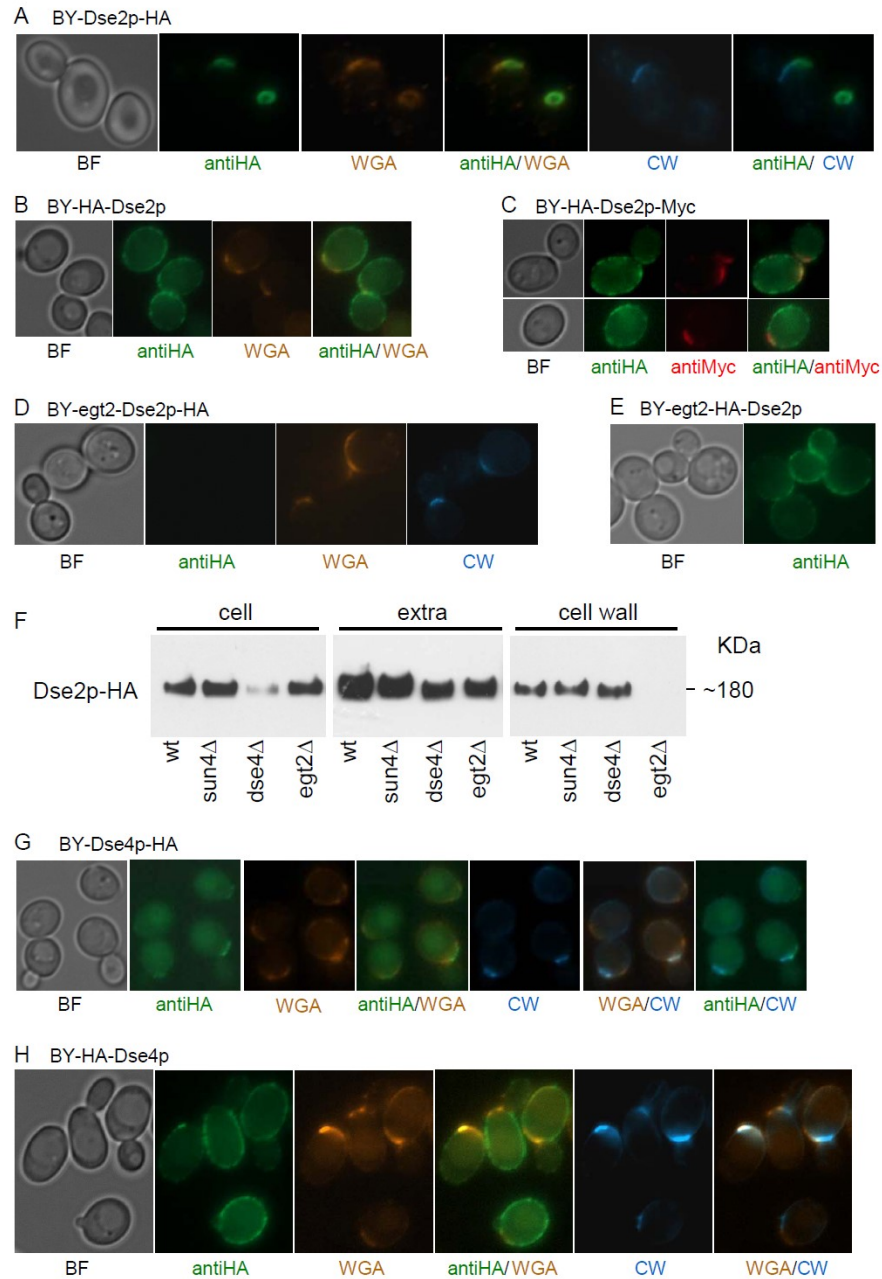 A BY-Dse2p-HA
BF antiHA WGA antiHA/WGA CW antiHA/ CW
B BY-HA-Dse2p
BF antiHA WGA antiHA/WGA
C BY-HA-Dse2p-Myc
BF antiHA antiMyc antiHA/antiMyc
D BY-egt2-Dse2p-HA
BF antiHA WGA CW
E BY-egt2-HA-Dse2p
BF antiHA
F
cell extra cell wall
KDa
Dse2p-HA
~180
wt sun4Δ dse4Δ egt2Δ wt sun4Δ dse4Δ egt2Δ wt sun4Δ dse4Δ egt2Δ
G BY-Dse4p-HA
BF antiHA WGA antiHA/WGA CW WGA/CW antiHA/CW
H BY-HA-Dse4p
BF antiHA WGA antiHA/WGA CW WGA/CW